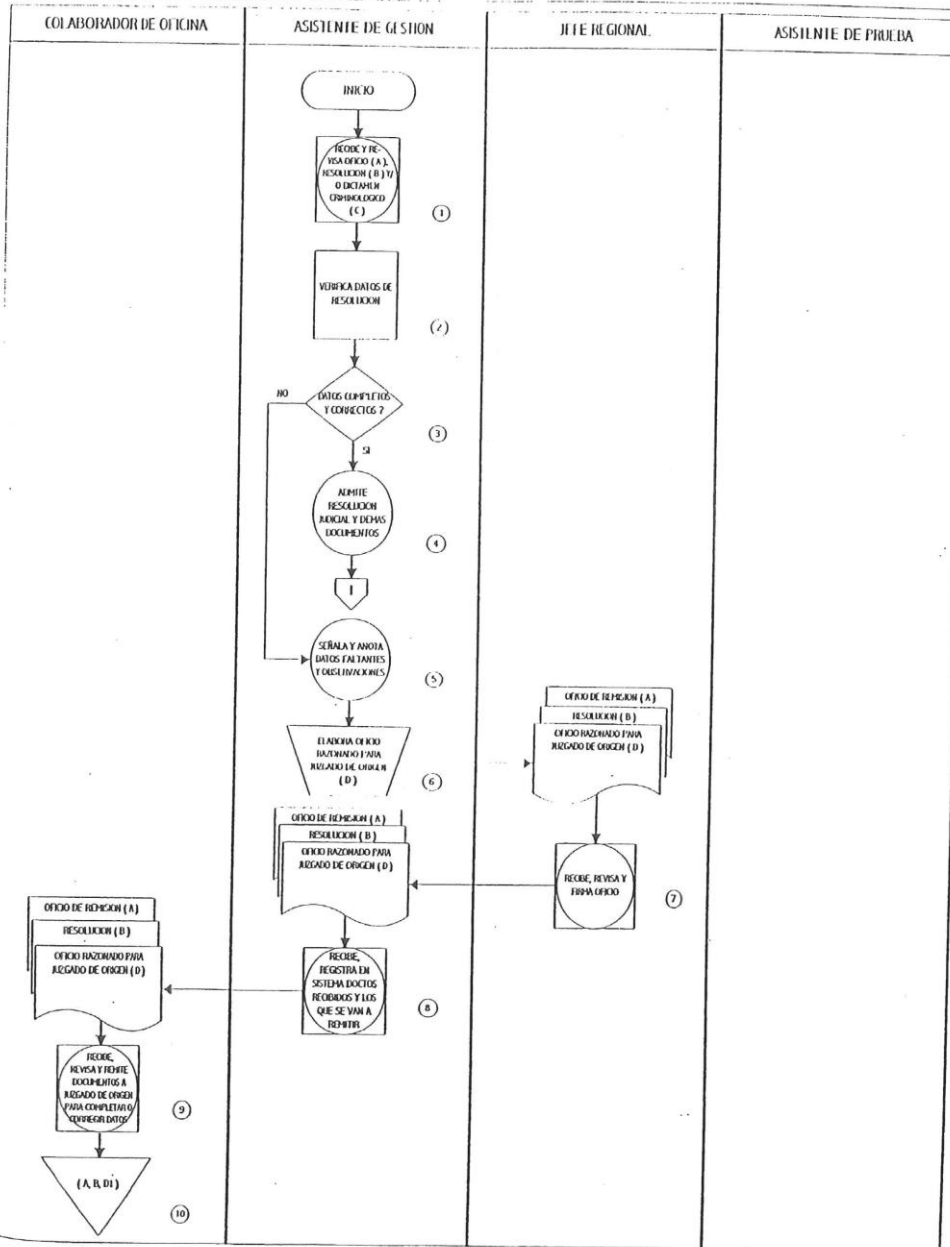 COLABORADOR DE OFICINA
ASISTENTE DE GESTION
JEFE REGIONAL
ASISTENTE DE PRUEBA
INICIO
RECIBE Y RE-
VISA OFICIO ( A ),
RESOLUCION ( B ) Y/
O DICTAMEN
CRIMINOLOGICO
( C )
1
VERIFICA DATOS DE
RESOLUCION
2
NO
DATOS COMPLETOS
Y CORRECTOS ?
3
SI
ADMITE
RESOLUCION
JUDICIAL Y DEMAS
DOCUMENTOS
4
I
SEÑALA Y ANOTA
DATOS FALTANTES
Y OBSERVACIONES
5
ELABORA OFICIO
RAZONADO PARA
JUZGADO DE ORIGEN
( D )
6
OFICIO DE REMISION ( A )
RESOLUCION ( B )
OFICIO RAZONADO PARA
JUZGADO DE ORIGEN ( D )
RECIBE, REVISA Y
FIRMA OFICIO
7
OFICIO DE REMISION ( A )
RESOLUCION ( B )
OFICIO RAZONADO PARA
JUZGADO DE ORIGEN ( D )
RECIBE,
REGISTRA EN
SISTEMA DOCTOS
RECIBIDOS Y LOS
QUE SE VAN A
REMITIR
8
OFICIO DE REMISION ( A )
RESOLUCION ( B )
OFICIO RAZONADO PARA
JUZGADO DE ORIGEN ( D )
RECIBE,
REVISA Y REMITE
DOCUMENTOS A
JUZGADO DE ORIGEN
PARA COMPLETAR O
CORREGIR DATOS
9
( A, B, D1 )
10